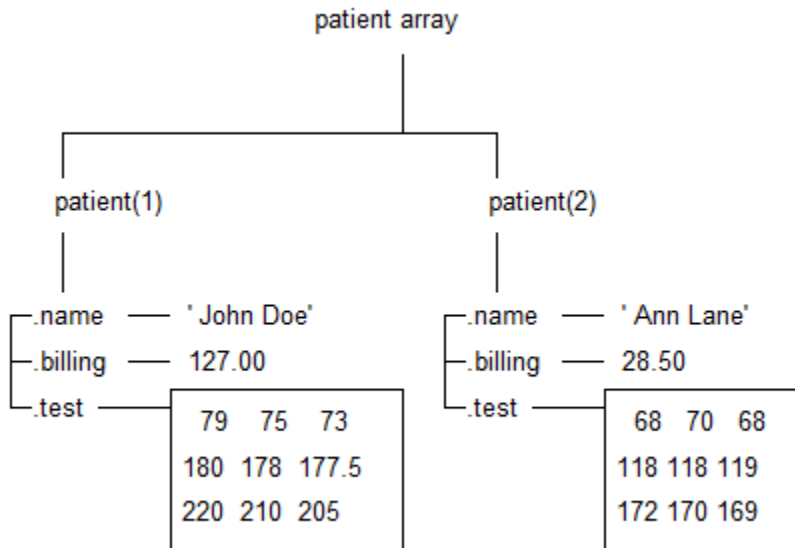 patient array
patient(1) patient(2)
.name ' John Doe' .name ' Ann Lane'
.billing 127.00 .billing 28.50
.test .test
79 75 73 68 70 68
180 178 177.5 118 118 119
220 210 205 172 170 169